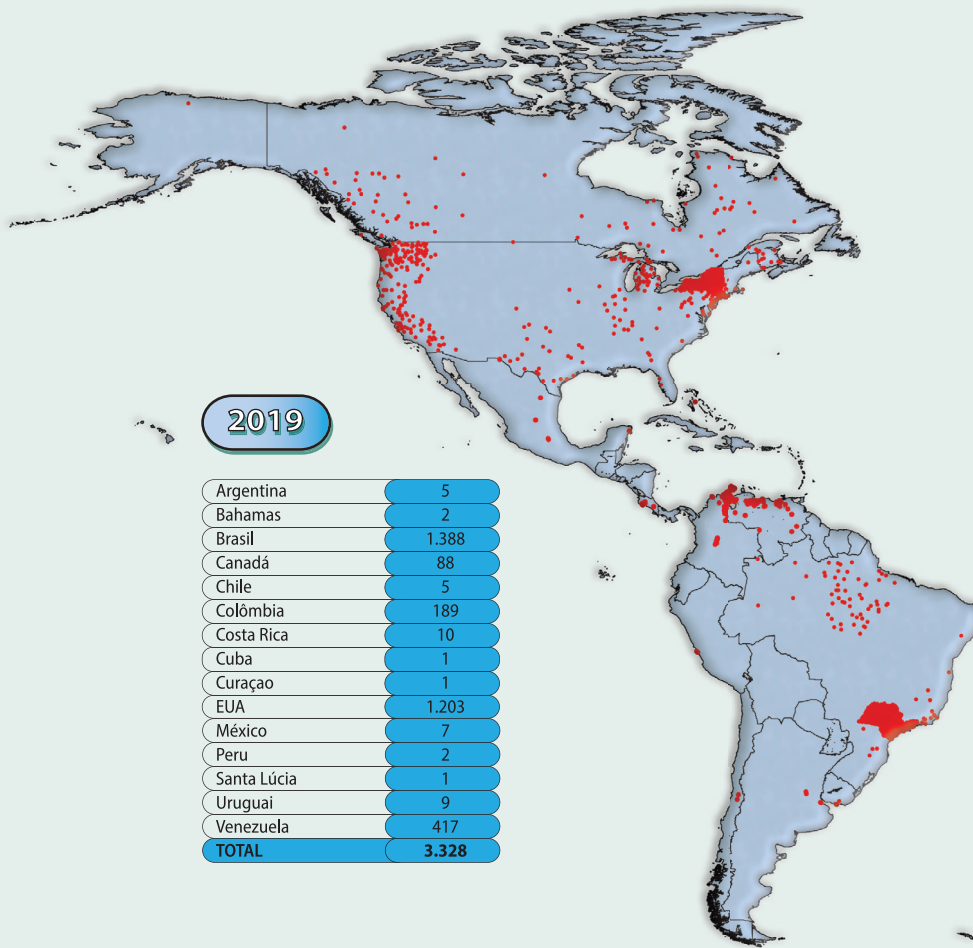 2019
Argentina 5
Bahamas 2
Brasil 1.388
Canadá 88
Chile 5
Colômbia 189
Costa Rica 10
Cuba 1
Curaçao 1
EUA 1.203
México 7
Peru 2
Santa Lúcia 1
Uruguai 9
Venezuela 417
TOTAL 3.328